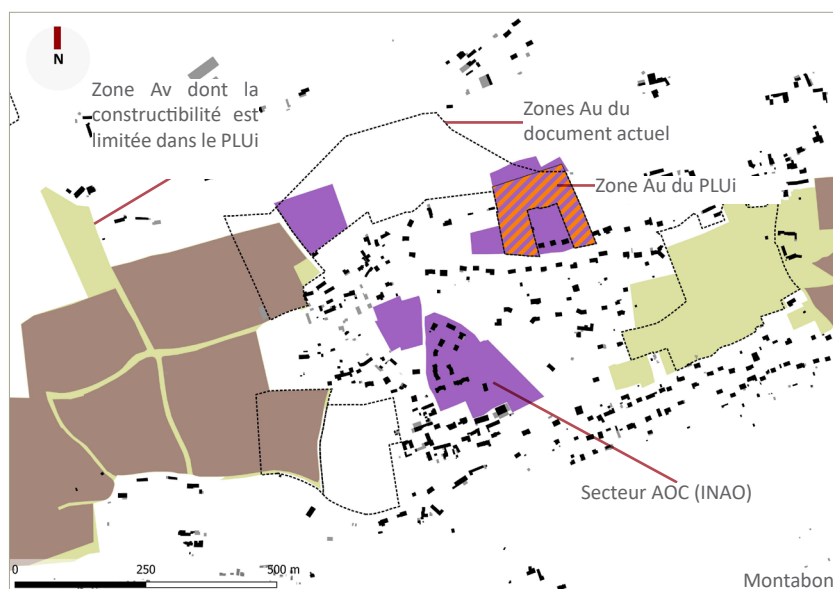 N
Zone Av dont la
constructibilité est
limitée dans le PLUi
Zones Au du
document actuel
Zone Au du PLUi
Secteur AOC (INAO)
0 250 500 m
Montabon